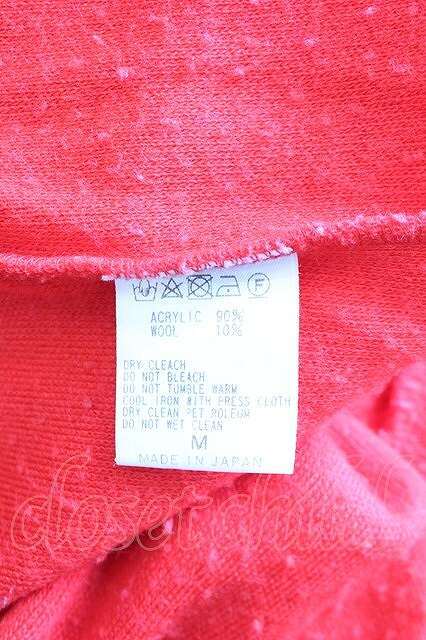 F
ACRYLIC 90%
WOOL 10%
DRY CLEACH
DO NOT BLEACH
DO NOT TUMBLE WARM
COOL IRON WITH PRESS CLOTH
DRY CLEAN PET ROLEUM
DO NOT WET CLEAN
M
MADE IN JAPAN
closet child